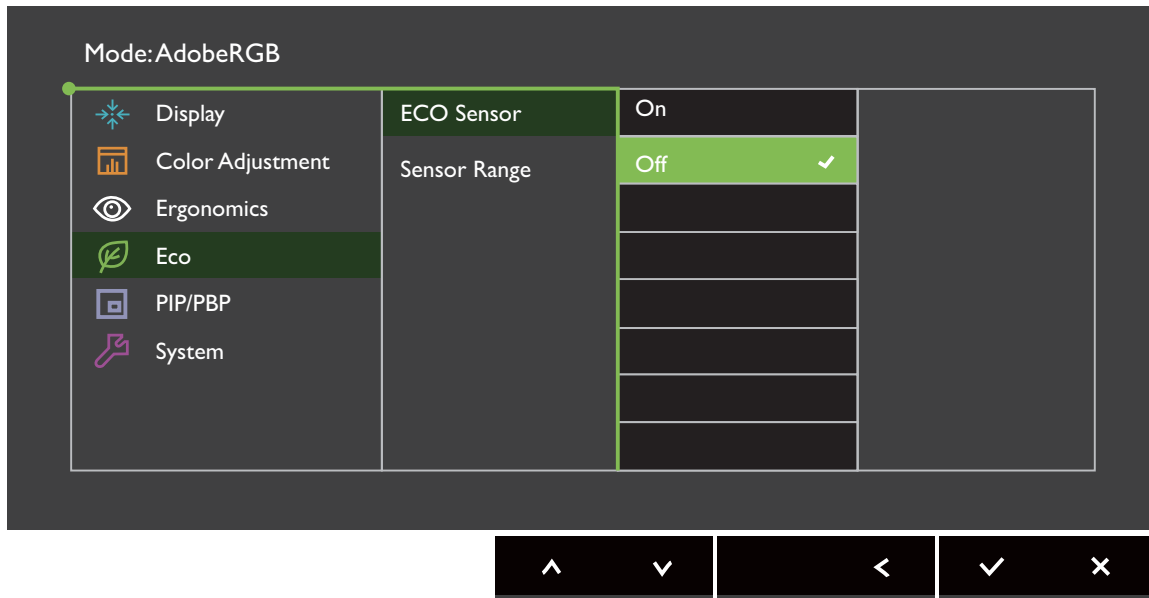 Mode: AdobeRGB
Display
Color Adjustment
Ergonomics
Eco
PIP/PBP
System
ECO Sensor
Sensor Range
On
Off